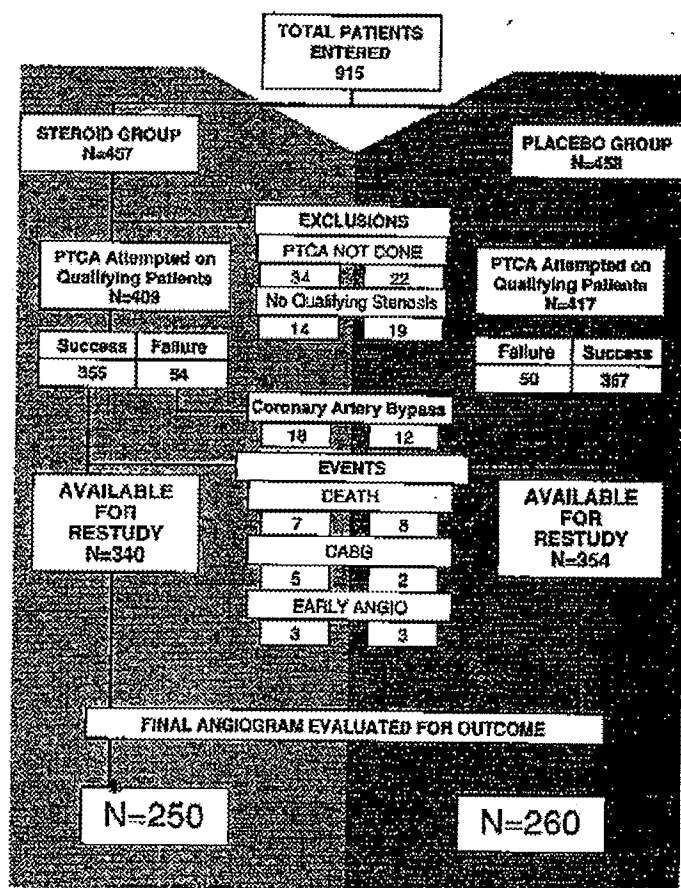 TOTAL PATIENTS
ENTERED
915
STEROID GROUP
N=457
PLACEBO GROUP
N=458
EXCLUSIONS
PTCA NOT DONE
34 22
No Qualifying Stenosis
14 19
PTCA Attempted on
Qualifying Patients
N=409
Success Failure
355 54
PTCA Attempted on
Qualifying Patients
N=417
Failure Success
50 367
Coronary Artery Bypass
18 12
EVENTS
DEATH
7 8
CABG
5 2
EARLY ANGIO
3 3
AVAILABLE
FOR
RESTUDY
N=340
AVAILABLE
FOR
RESTUDY
N=354
FINAL ANGIOGRAM EVALUATED FOR OUTCOME
N=250
N=260